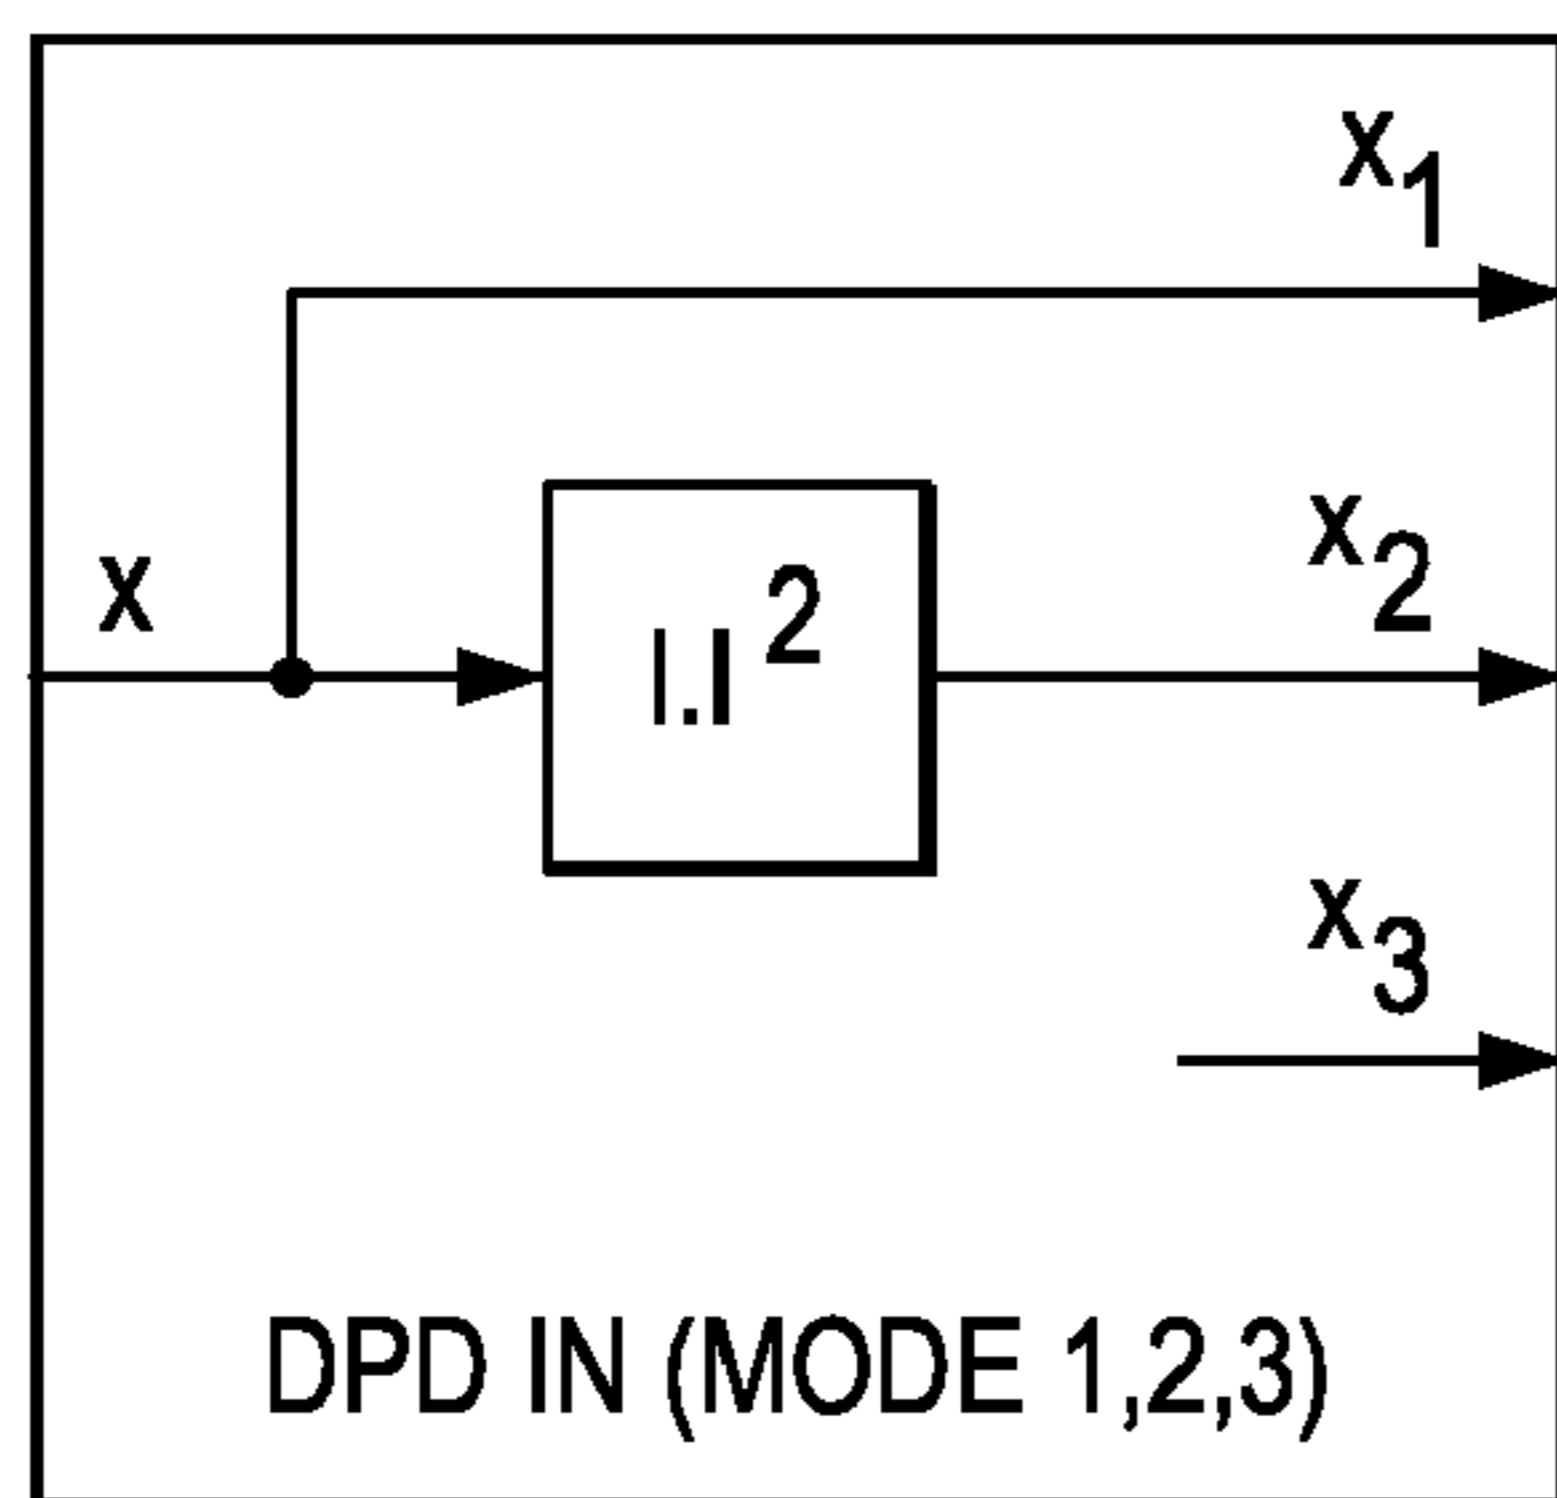 x₁
x₂
x
|.|²
x₃
DPD IN (MODE 1,2,3)